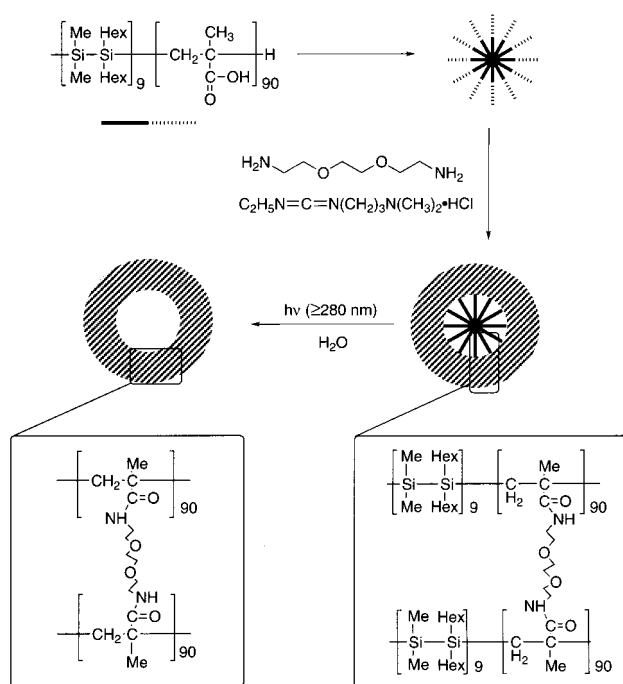 Me Hex CH₃
Si–Si CH₂–C H
Me Hex 9 C–OH 90
O
H₂N O O NH₂
C₂H₅N=C=N(CH₂)₃N(CH₃)₂•HCl
hν (≥280 nm)
H₂O
Me
CH₂–C
C=O
NH 90
O
O
NH
C=O
CH₂–C
Me 90
Me Hex Me
Si–Si C–C
Me Hex 9 H₂ C=O 90
NH
O
O
NH
Me Hex C=O
Si–Si C–C
Me Hex 9 H₂ Me 90